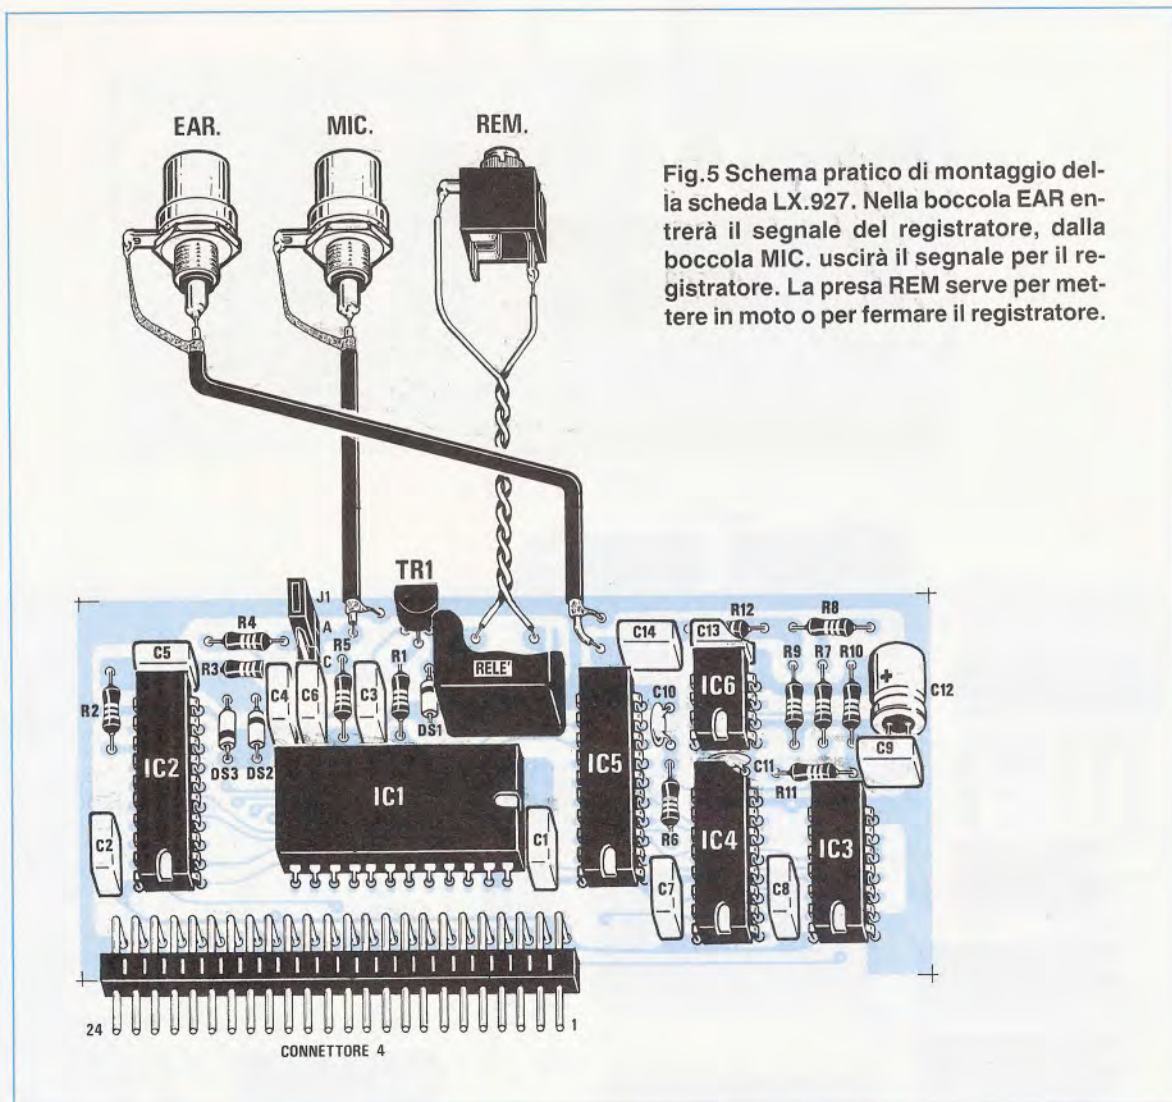 EAR.
MIC.
REM.
Fig.5 Schema pratico di montaggio del-
la scheda LX.927. Nella boccola EAR en-
trerà il segnale del registratore, dalla
boccola MIC. uscirà il segnale per il re-
gistratore. La presa REM serve per met-
tere in moto o per fermare il registratore.
TR1
J1
A
C
R4
R5
R3
R1
C5
C4
C6
C3
RELE'
DS1
R2
DS3
DS2
IC2
IC1
C2
C1
IC5
C14
C13
R12
R8
C10
IC6
R9
R7
R10
C12
C9
C11
R11
R6
IC4
IC3
C7
C8
24
1
CONNETTORE 4